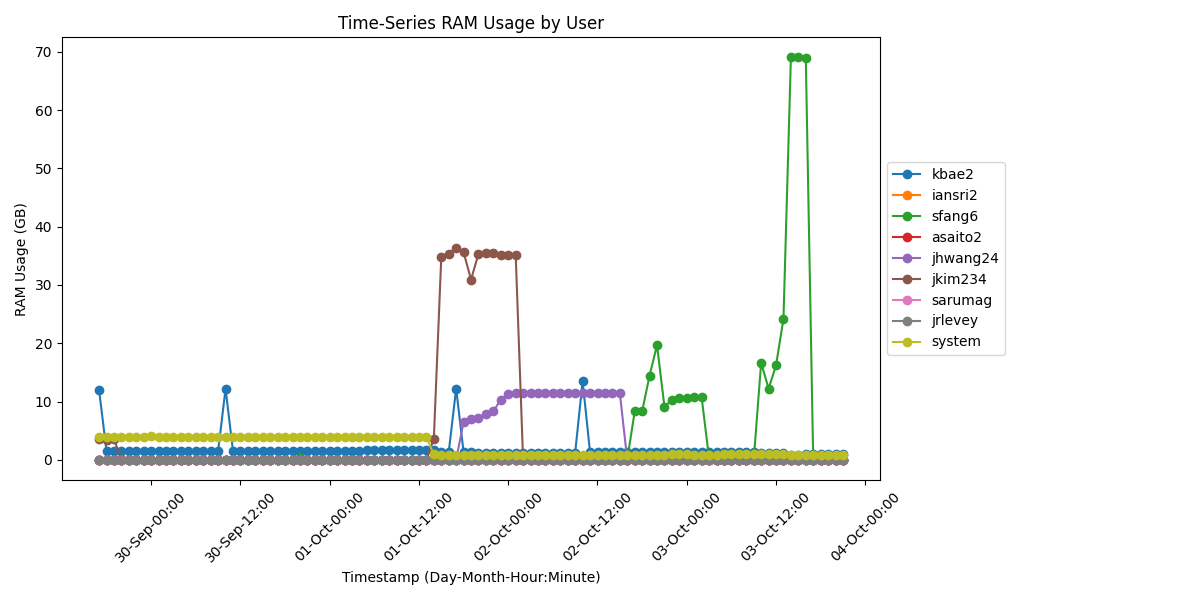 Time-Series RAM Usage by User
RAM Usage (GB)
70
60
50
40
30
20
10
0
30-Sep-00:00
30-Sep-12:00
01-Oct-00:00
01-Oct-12:00
02-Oct-00:00
02-Oct-12:00
03-Oct-00:00
03-Oct-12:00
04-Oct-00:00
Timestamp (Day-Month-Hour:Minute)
kbae2
iansri2
sfang6
asaito2
jhwang24
jkim234
sarumag
jrlevey
system